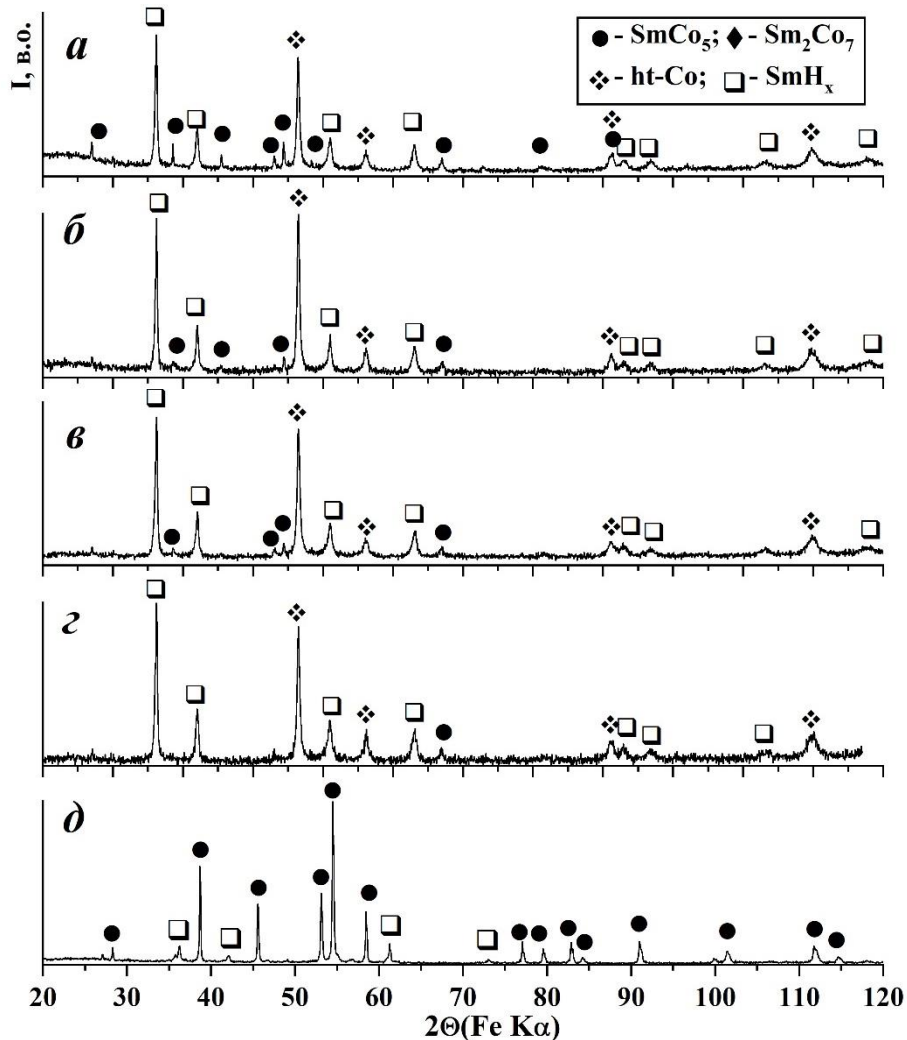 I, в.о.
а
- SmCo5; - Sm2Co7
- ht-Co; - SmHx
б
в
г
д
20 30 40 50 60 70 80 90 100 110 120
2Θ(Fe Kα)